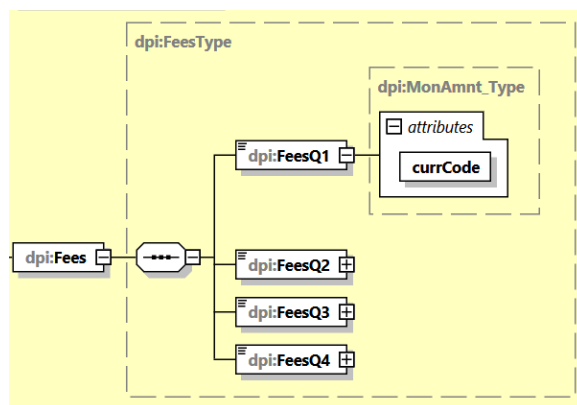 dpi:FeesType
dpi:MonAmnt_Type
attributes
currCode
dpi:FeesQ1
dpi:Fees
dpi:FeesQ2
dpi:FeesQ3
dpi:FeesQ4